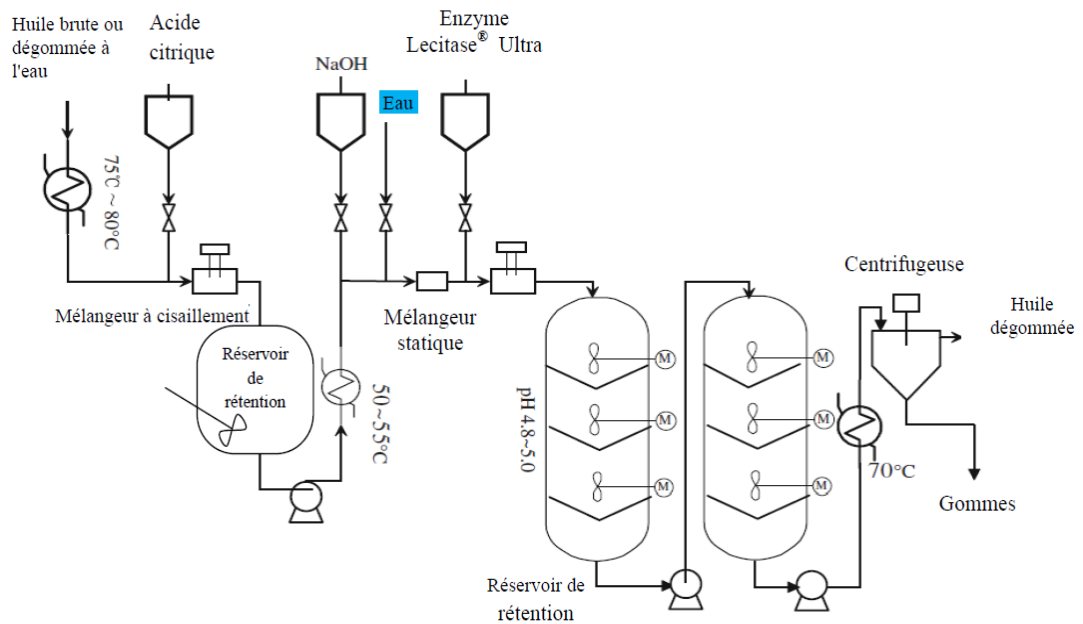 Huile brute ou
dégommée à
l'eau
Acide
citrique
NaOH
Eau
Enzyme
Lecitase® Ultra
75℃ ~ 80°C
Mélangeur à cisaillement
Réservoir
de
rétention
50~55°C
Mélangeur
statique
pH 4.8~5.0
M
M
M
M
M
M
Réservoir de
rétention
70°C
Centrifugeuse
Huile
dégommée
Gommes